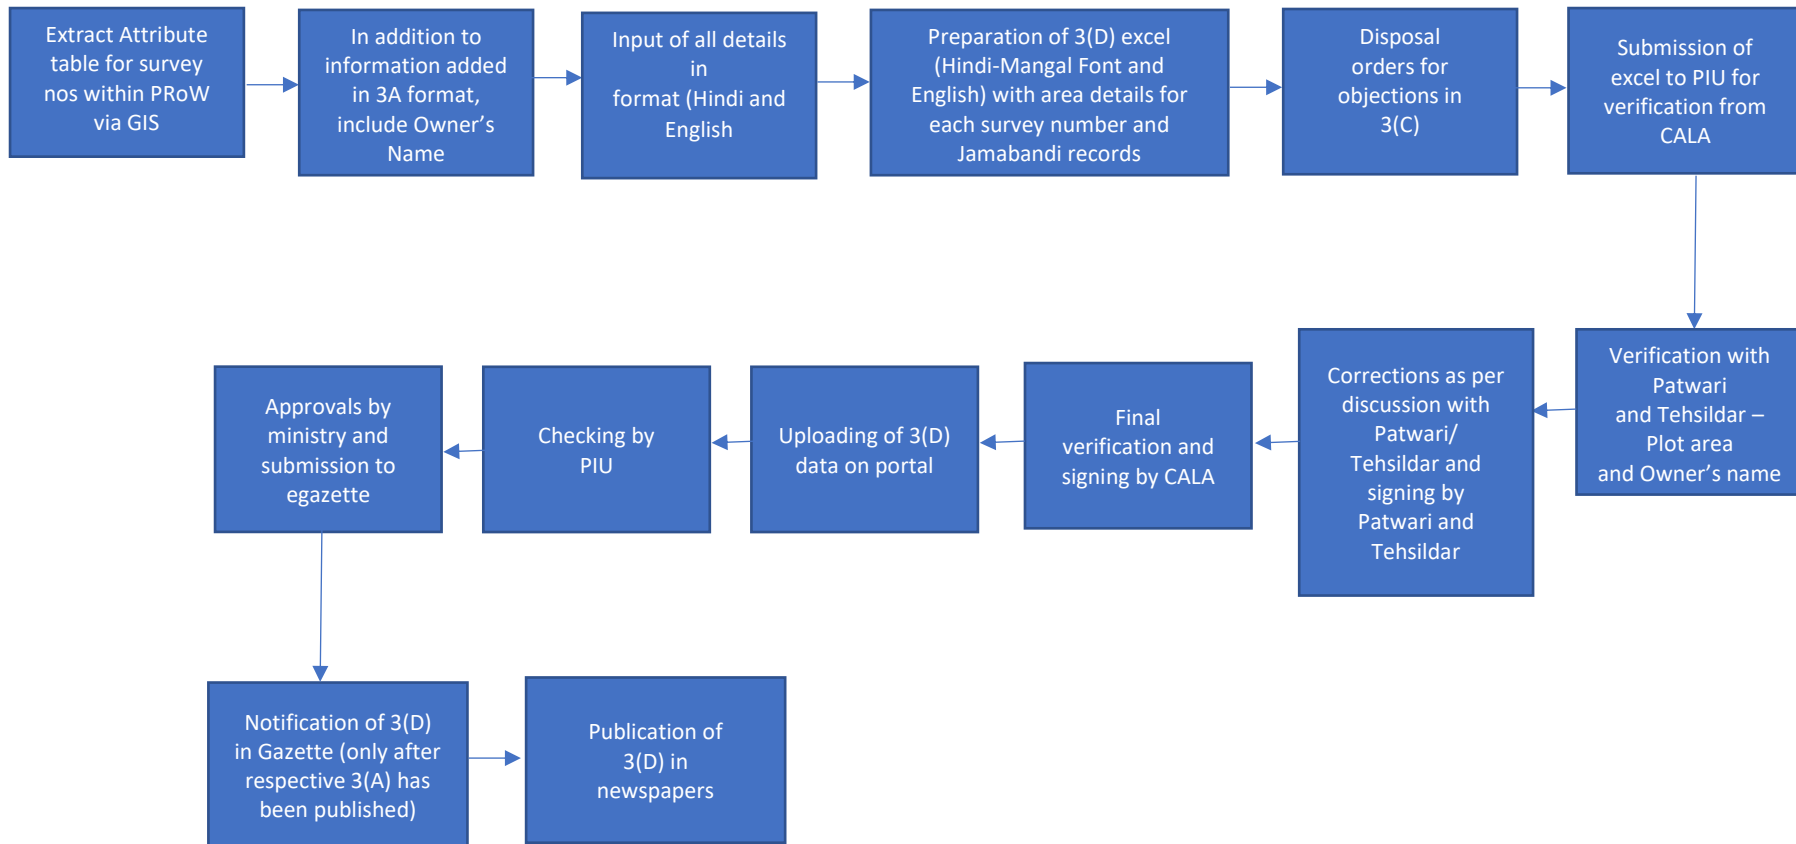 Extract Attribute
table for survey
nos within PRoW
via GIS
In addition to
information added
in 3A format,
include Owner’s
Name
Input of all details
in
format (Hindi and
English
Preparation of 3(D) excel
(Hindi-Mangal Font and
English) with area details for
each survey number and
Jamabandi records
Disposal
orders for
objections in
3(C)
Submission of
excel to PIU for
verification from
CALA
Verification with
Patwari
and Tehsildar –
Plot area
and Owner’s name
Corrections as per
discussion with
Patwari/
Tehsildar and
signing by
Patwari and
Tehsildar
Final
verification and
signing by CALA
Uploading of 3(D)
data on portal
Checking by
PIU
Approvals by
ministry and
submission to
egazette
Notification of 3(D)
in Gazette (only after
respective 3(A) has
been published)
Publication of
3(D) in
newspapers